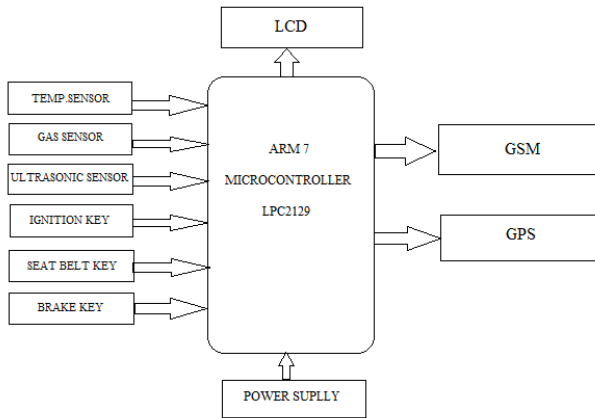 LCD
TEMP.SENSOR
GAS SENSOR
ULTRASONIC SENSOR
IGNITION KEY
SEAT BELT KEY
BRAKE KEY
ARM 7
MICROCONTROLLER
LPC2129
GSM
GPS
POWER SUPLLY